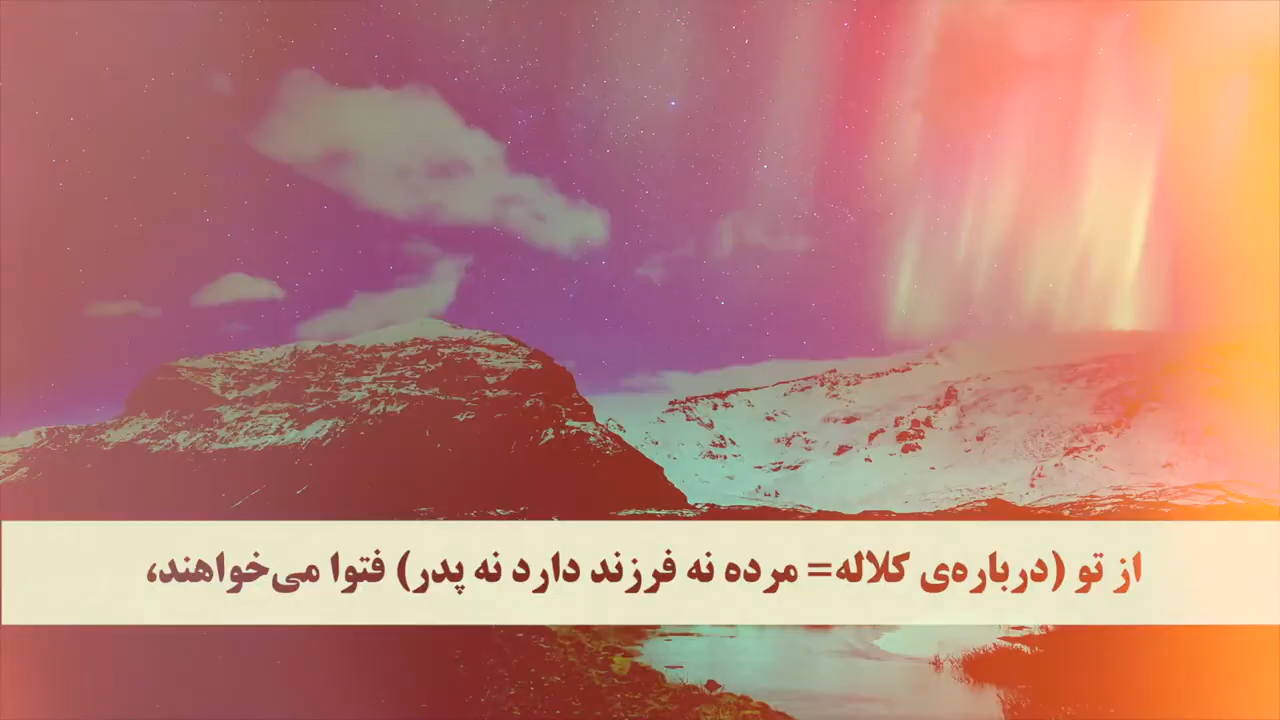 از تو (درباره‌ی کلاله= مرده نه فرزند دارد نه پدر) فتوا می‌خواهند،